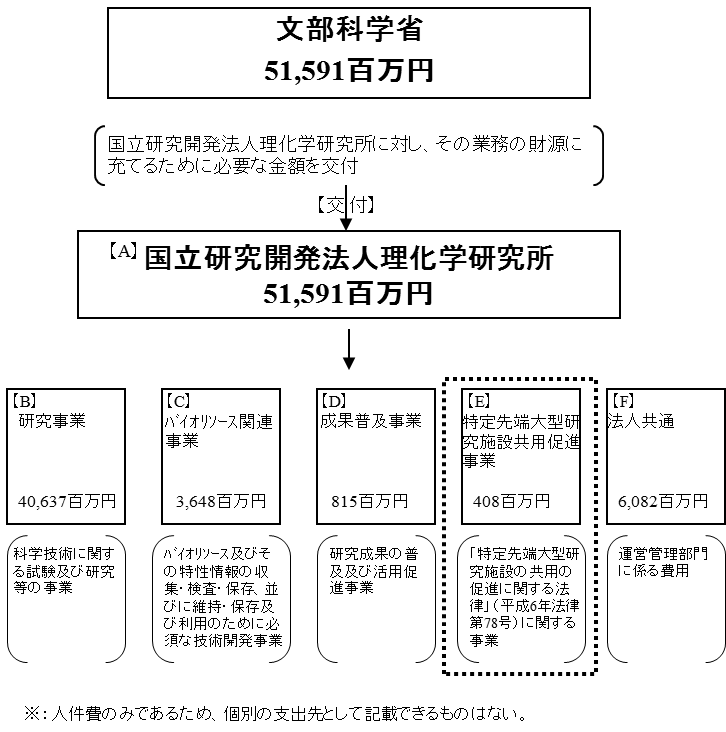 文部科学省
51,591百万円
国立研究開発法人理化学研究所に対し、その業務の財源に
充てるために必要な金額を交付
【交付】
【A】国立研究開発法人理化学研究所
51,591百万円
【B】
研究事業
40,637百万円
【C】
ﾊﾞｲｵﾘｿｰｽ関連
事業
3,648百万円
【D】
成果普及事業
815百万円
【E】
特定先端大型研
究施設共用促進
事業
408百万円
【F】
法人共通
6,082百万円
科学技術に関す
る試験及び研究
等の事業
ﾊﾞｲｵﾘｿｰｽ及びそ
の特性情報の収
集・検査・保存、並
びに維持・保存及
び利用のために必
須な技術開発事業
研究成果の普
及及び活用促
進事業
「特定先端大型研
究施設の共用の
促進に関する法
律」（平成6年法律
第78号）に関する
事業
運営管理部門
に係る費用
※：人件費のみであるため、個別の支出先として記載できるものはない。